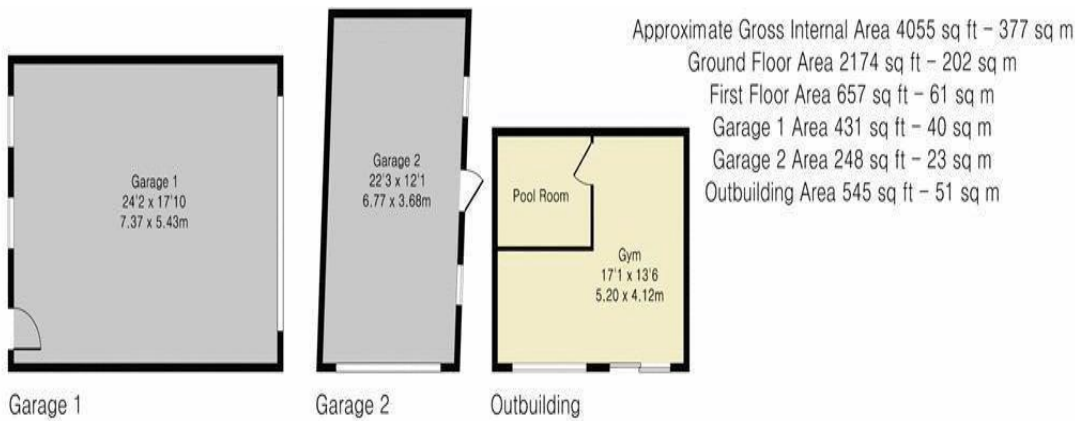 Approximate Gross Internal Area 4055 sq ft - 377 sq m
Ground Floor Area 2174 sq ft - 202 sq m
First Floor Area 657 sq ft - 61 sq m
Garage 1 Area 431 sq ft - 40 sq m
Garage 2 Area 248 sq ft - 23 sq m
Outbuilding Area 545 sq ft - 51 sq m
Garage 1
24'2 x 17'10
7.37 x 5.43m
Garage 2
22'3 x 12'1
6.77 x 3.68m
Pool Room
Gym
17'1 x 13'6
5.20 x 4.12m
Garage 1
Garage 2
Outbuilding